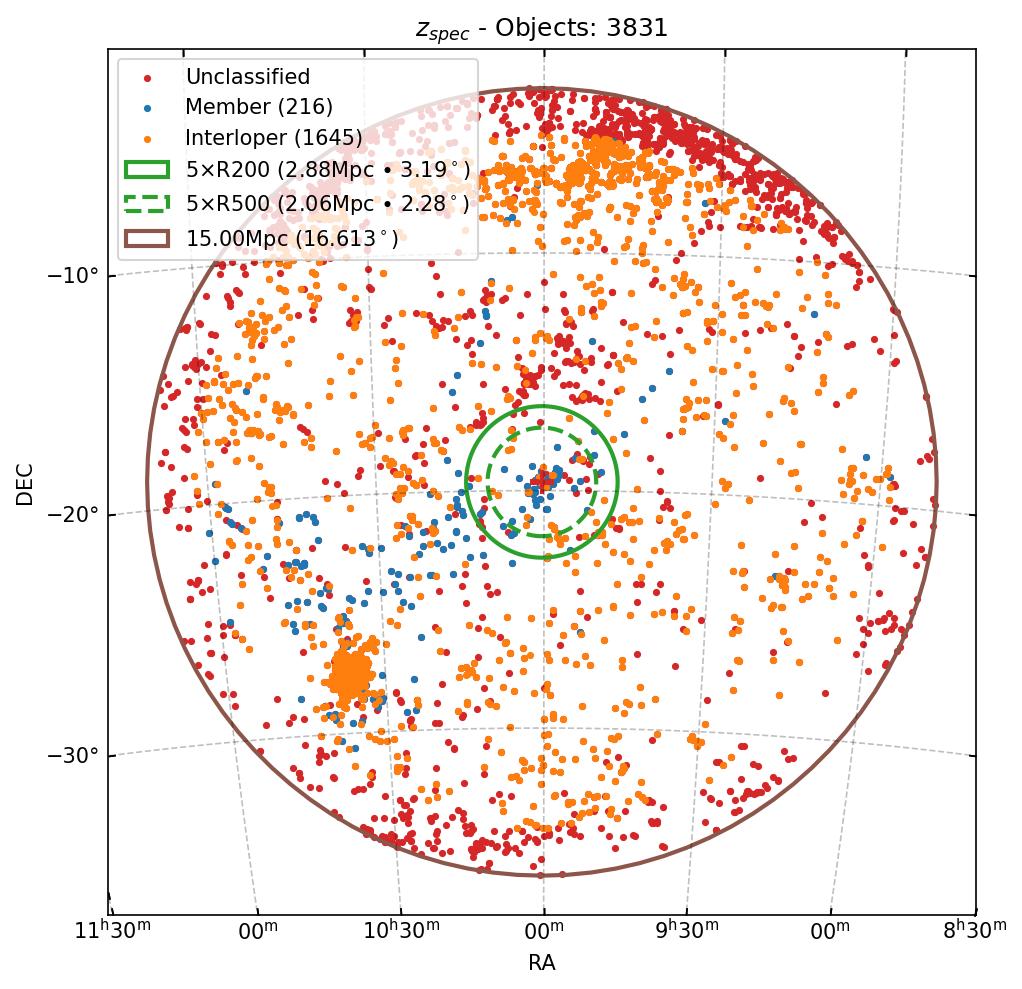 z_spec - Objects: 3831
Unclassified
Member (216)
Interloper (1645)
5×R200 (2.88Mpc • 3.19°)
5×R500 (2.06Mpc • 2.28°)
15.00Mpc (16.613°)
−10°
−20°
−30°
DEC
11ʰ30ᵐ 00ᵐ 10ʰ30ᵐ 00ᵐ 9ʰ30ᵐ 00ᵐ 8ʰ30ᵐ
RA